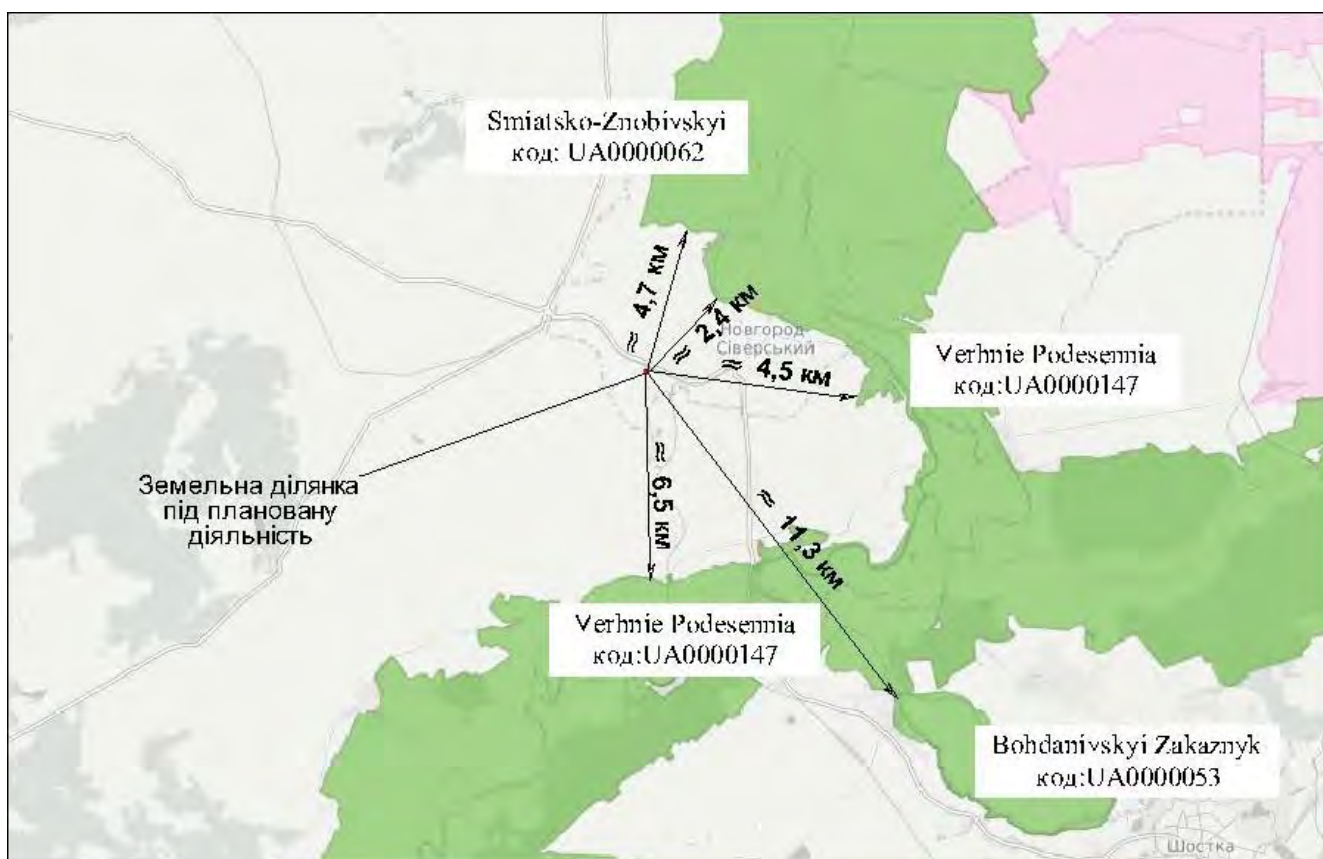 Smiatsko-Znobivskyi
код: UA0000062
≈ 4,7 км
≈ 2,4 км
Новгород-
Сіверський
≈ 4,5 км
Verhnie Podesennia
код:UA0000147
Земельна ділянка
під плановану
діяльність
≈ 6,5 км
≈ 11,3 км
Verhnie Podesennia
код:UA0000147
Bohdanivskyi Zakaznyk
код:UA0000053
Шостка